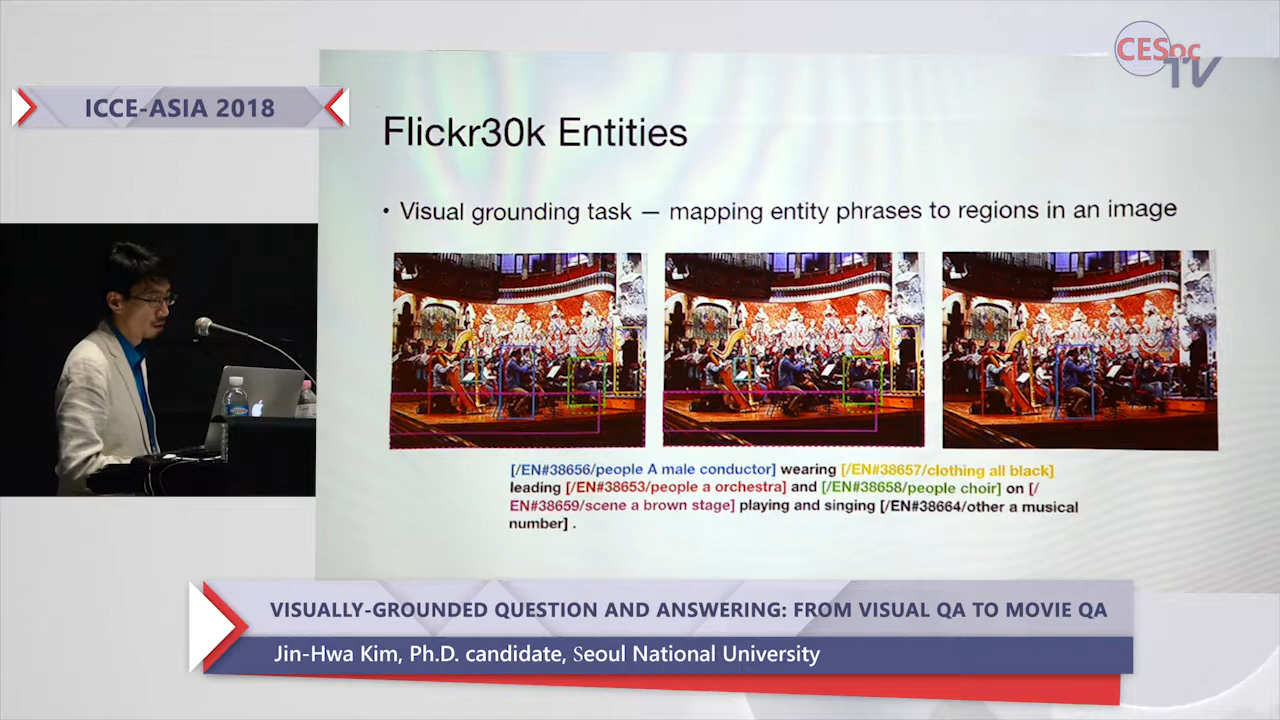 CESoc
TV
ICCE-ASIA 2018
Flickr30k Entities
• Visual grounding task — mapping entity phrases to regions in an image
[/EN#38656/people A male conductor] wearing [/EN#38657/clothing all black]
leading [/EN#38653/people a orchestra] and [/EN#38658/people choir] on [/
EN#38659/scene a brown stage] playing and singing [/EN#38664/other a musical
number] .
VISUALLY-GROUNDED QUESTION AND ANSWERING: FROM VISUAL QA TO MOVIE QA
Jin-Hwa Kim, Ph.D. candidate, Seoul National University